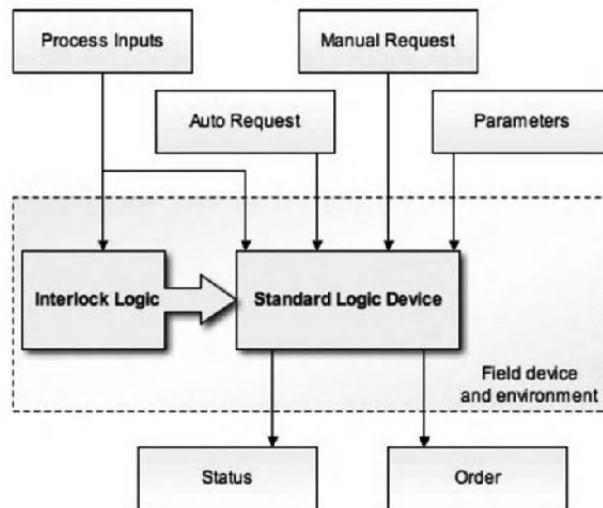 Process Inputs
Manual Request
Auto Request
Parameters
Interlock Logic
Standard Logic Device
Field device
and environment
Status
Order